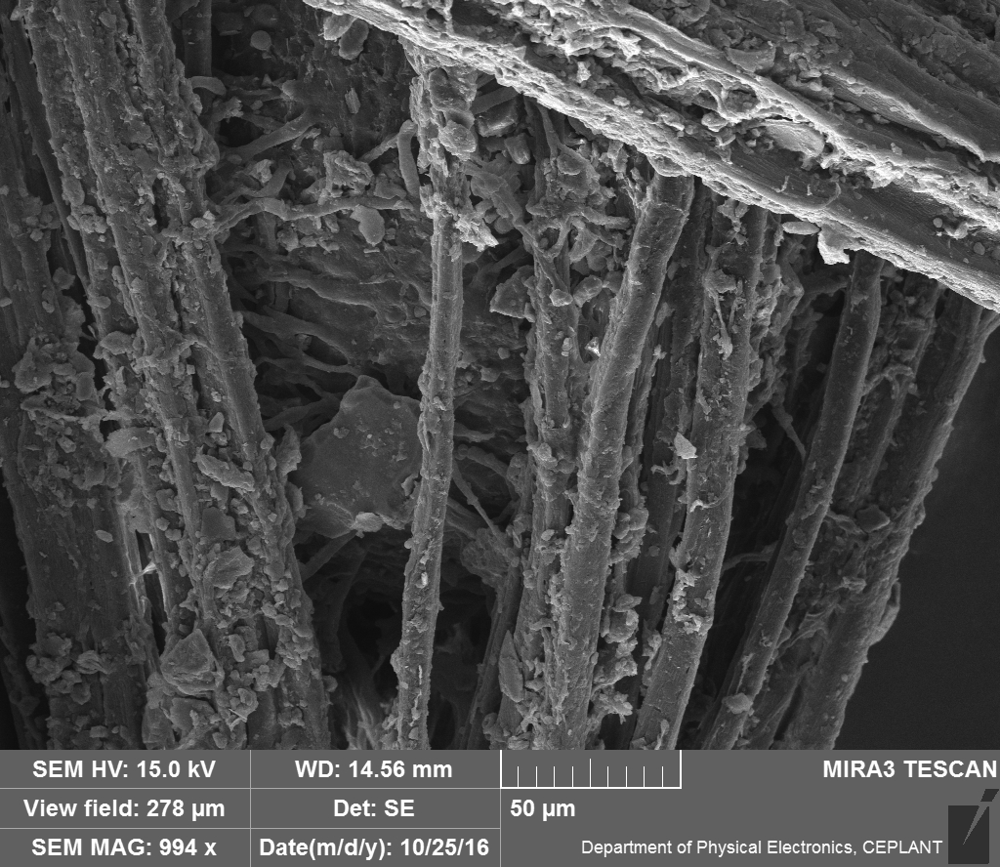 SEM HV: 15.0 kV
WD: 14.56 mm
MIRA3 TESCAN
View field: 278 µm
Det: SE
50 µm
SEM MAG: 994 x
Date(m/d/y): 10/25/16
Department of Physical Electronics, CEPLANT